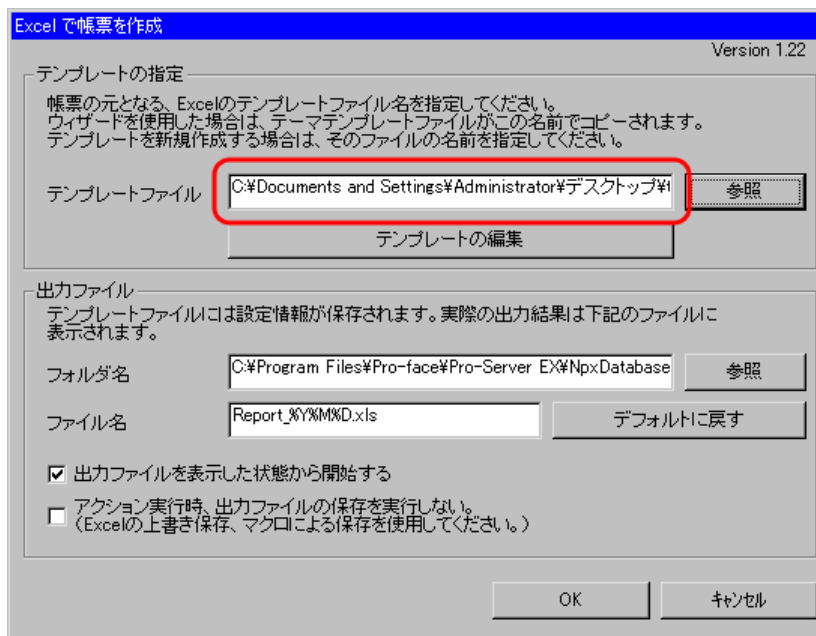 Excel で帳票を作成
Version 1.22
テンプレートの指定
帳票の元となる、Excelのテンプレートファイル名を指定してください。
ウィザードを使用した場合は、テーマテンプレートファイルがこの名前でコピーされます。
テンプレートを新規作成する場合は、そのファイルの名前を指定してください。
テンプレートファイル C:¥Documents and Settings¥Administrator¥デスクトップ¥t 参照
テンプレートの編集
出力ファイル
テンプレートファイルには設定情報が保存されます。実際の出力結果は下記のファイルに
表示されます。
フォルダ名 C:¥Program Files¥Pro-face¥Pro-Server EX¥NpxDatabase 参照
ファイル名 Report_%Y%M%D.xls デフォルトに戻す
出力ファイルを表示した状態から開始する
アクション実行時、出力ファイルの保存を実行しない。
（Excelの上書き保存、マクロによる保存を使用してください。）
OK キャンセル